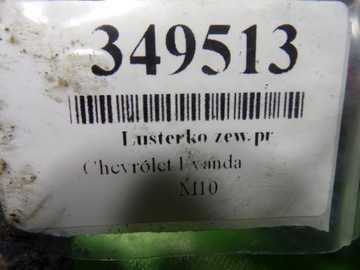 349513
Lusterko zew.pr
Chevrolet Evanda
M10